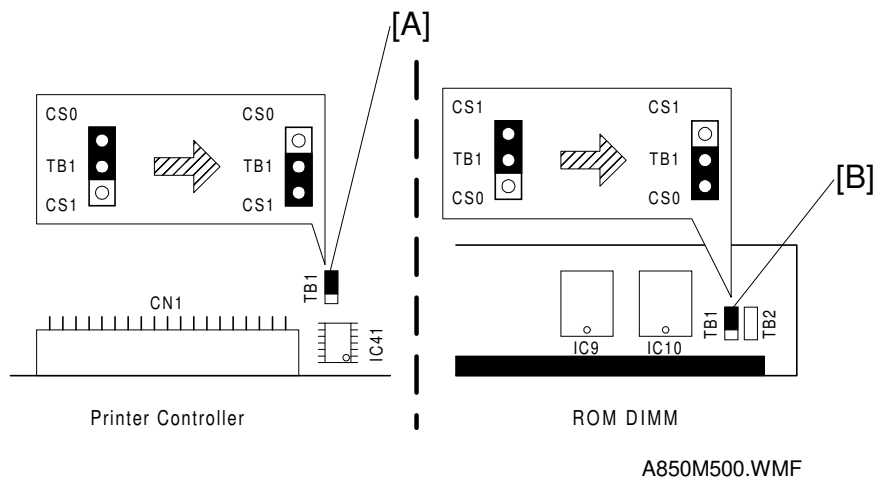 [A]
CS0
TB1
CS1
CS0
TB1
CS1
TB1
CN1
IC41
Printer Controller
CS1
TB1
CS0
CS1
TB1
CS0
[B]
TB1
TB2
IC9
IC10
ROM DIMM
A850M500.WMF